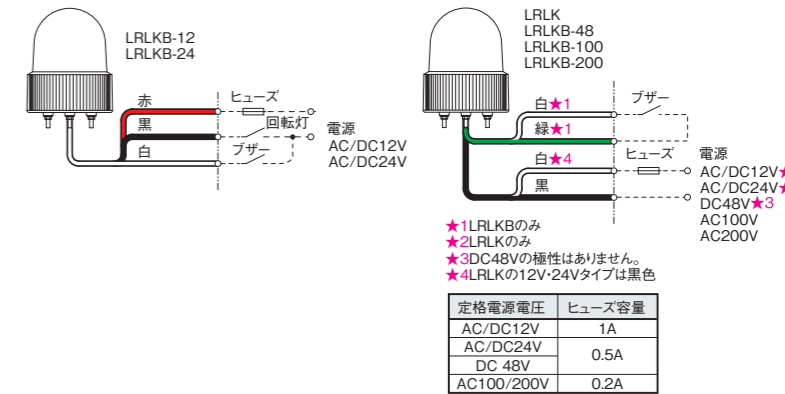 LRLKB-12
LRLKB-24
赤
ヒューズ
黒
回転灯
白
ブザー
電源
AC/DC12V
AC/DC24V
LRLK
LRLKB-48
LRLKB-100
LRLKB-200
白★1
ブザー
緑★1
白★4
ヒューズ
黒
電源
AC/DC12V★
AC/DC24V★
DC48V★3
AC100V
AC200V
★1LRLKBのみ
★2LRLKのみ
★3DC48Vの極性はありません。
★4LRLKの12V・24Vタイプは黒色
定格電源電圧 ヒューズ容量
AC/DC12V 1A
AC/DC24V 0.5A
DC 48V
AC100/200V 0.2A